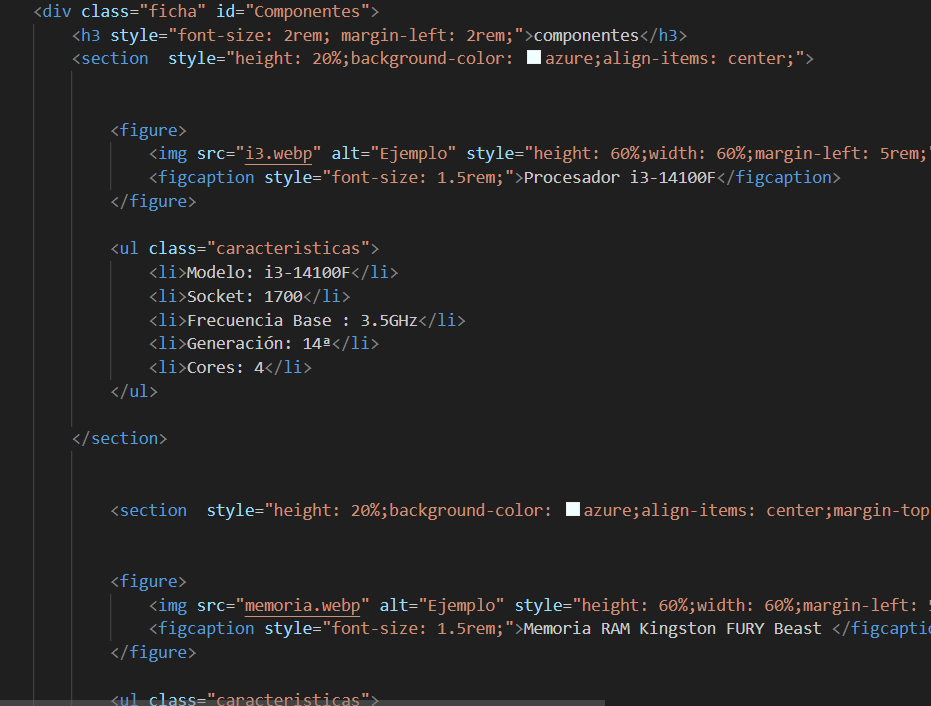 <div class="ficha" id="Componentes">
<h3 style="font-size: 2rem; margin-left: 2rem;">componentes</h3>
<section  style="height: 20%;background-color: azure;align-items: center;">
<figure>
<img src="i3.webp" alt="Ejemplo" style="height: 60%;width: 60%;margin-left: 5rem;"
<figcaption style="font-size: 1.5rem;">Procesador i3-14100F</figcaption>
</figure>
<ul class="caracteristicas">
<li>Modelo: i3-14100F</li>
<li>Socket: 1700</li>
<li>Frecuencia Base : 3.5GHz</li>
<li>Generación: 14ª</li>
<li>Cores: 4</li>
</ul>
</section>
<section  style="height: 20%;background-color: azure;align-items: center;margin-top
<figure>
<img src="memoria.webp" alt="Ejemplo" style="height: 60%;width: 60%;margin-left:
<figcaption style="font-size: 1.5rem;">Memoria RAM Kingston FURY Beast </figcaptio
</figure>
<ul class="caracteristicas">